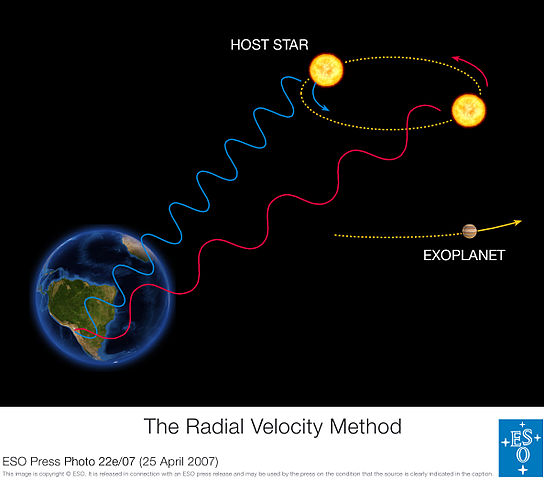 HOST STAR
EXOPLANET
The Radial Velocity Method
ESO Press Photo 22e/07 (25 April 2007)
This image is copyright © ESO. It is released in connection with an ESO press release and may be used by the press on the condition that the source is clearly indicated in the caption.
ES
O